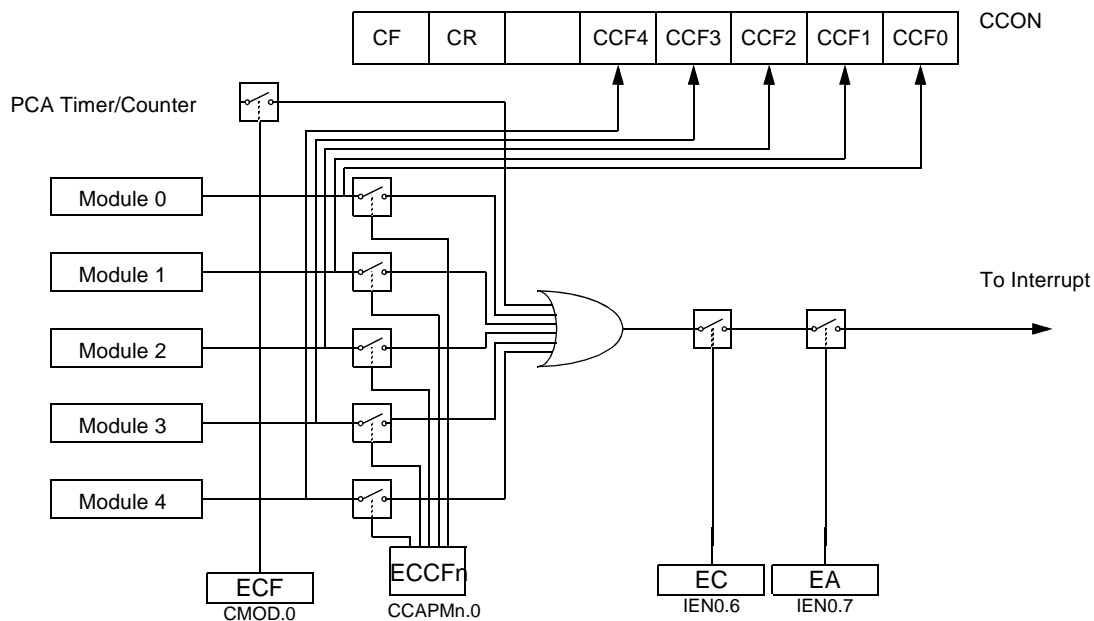 CF CR CCF4 CCF3 CCF2 CCF1 CCF0 CCON
PCA Timer/Counter
Module 0
Module 1
To Interrupt
Module 2
Module 3
Module 4
ECCFn
ECF
EC
EA
CMOD.0
CCAPMn.0
IEN0.6
IEN0.7